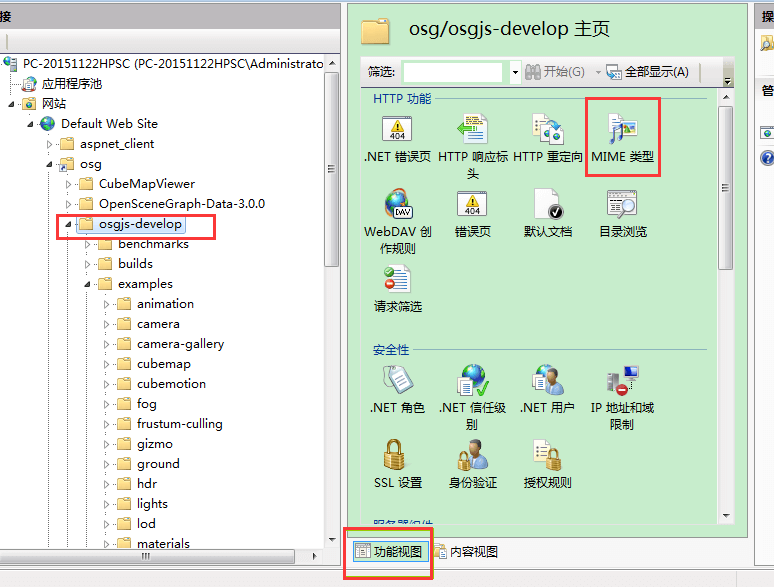 接
PC-20151122HPSC (PC-20151122HPSC\Administrato
应用程序池
网站
Default Web Site
aspnet_client
osg
CubeMapViewer
OpenSceneGraph-Data-3.0.0
osgjs-develop
benchmarks
builds
examples
animation
camera
camera-gallery
cubemap
cubemotion
fog
frustum-culling
gizmo
ground
hdr
lights
lod
materials
osg/osgjs-develop 主页
筛选:
开始(G)
全部显示(A)
HTTP 功能
.NET 错误页
HTTP 响应标
头
HTTP 重定向
MIME 类型
WebDAV 创
作规则
错误页
默认文档
目录浏览
请求筛选
安全性
.NET 角色
.NET 信任级
别
.NET 用户
IP 地址和域
限制
SSL 设置
身份验证
授权规则
服务器组件
功能视图
内容视图
操
管